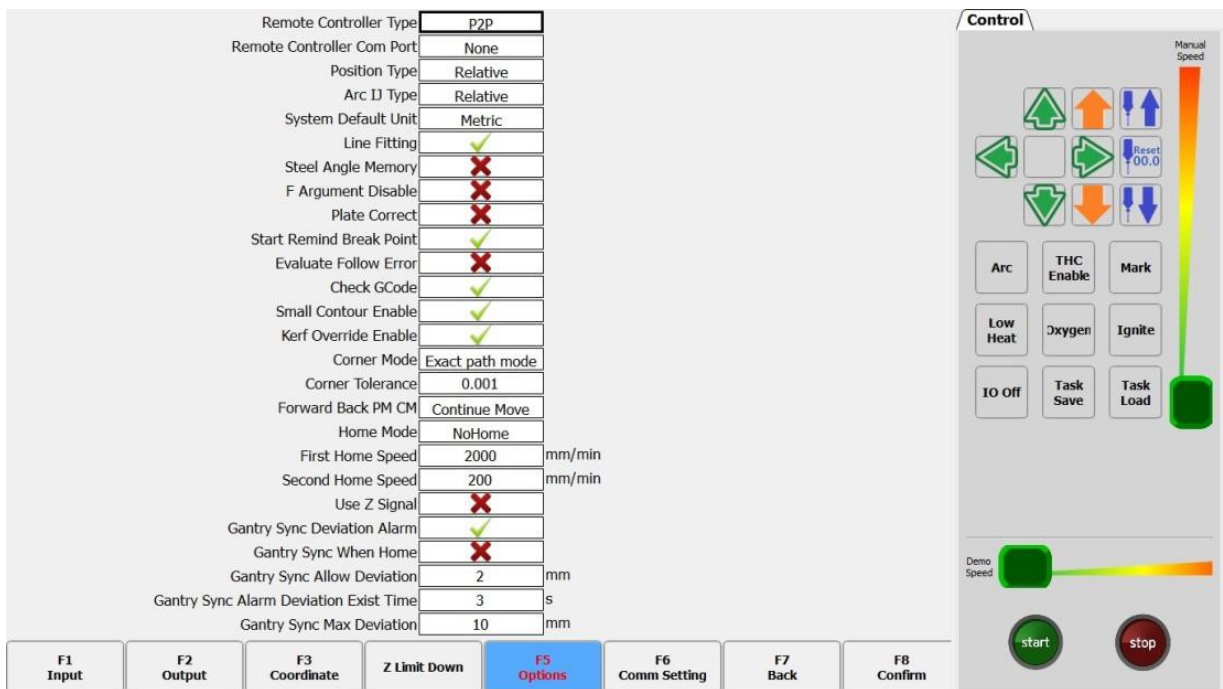 Remote Controller Type P2P
Remote Controller Com Port None
Position Type Relative
Arc IJ Type Relative
System Default Unit Metric
Line Fitting
Steel Angle Memory
F Argument Disable
Plate Correct
Start Remind Break Point
Evaluate Follow Error
Check GCode
Small Contour Enable
Kerf Override Enable
Corner Mode Exact path mode
Corner Tolerance 0.001
Forward Back PM CM Continue Move
Home Mode NoHome
First Home Speed 2000 mm/min
Second Home Speed 200 mm/min
Use Z Signal
Gantry Sync Deviation Alarm
Gantry Sync When Home
Gantry Sync Allow Deviation 2 mm
Gantry Sync Alarm Deviation Exist Time 3 s
Gantry Sync Max Deviation 10 mm
F1 Input
F2 Output
F3 Coordinate
Z Limit Down
F5 Options
F6 Comm Setting
F7 Back
F8 Confirm
Control
Manual Speed
Reset 00.0
Arc
THC Enable
Mark
Low Heat
Oxygen
Ignite
IO Off
Task Save
Task Load
Demo Speed
start
stop